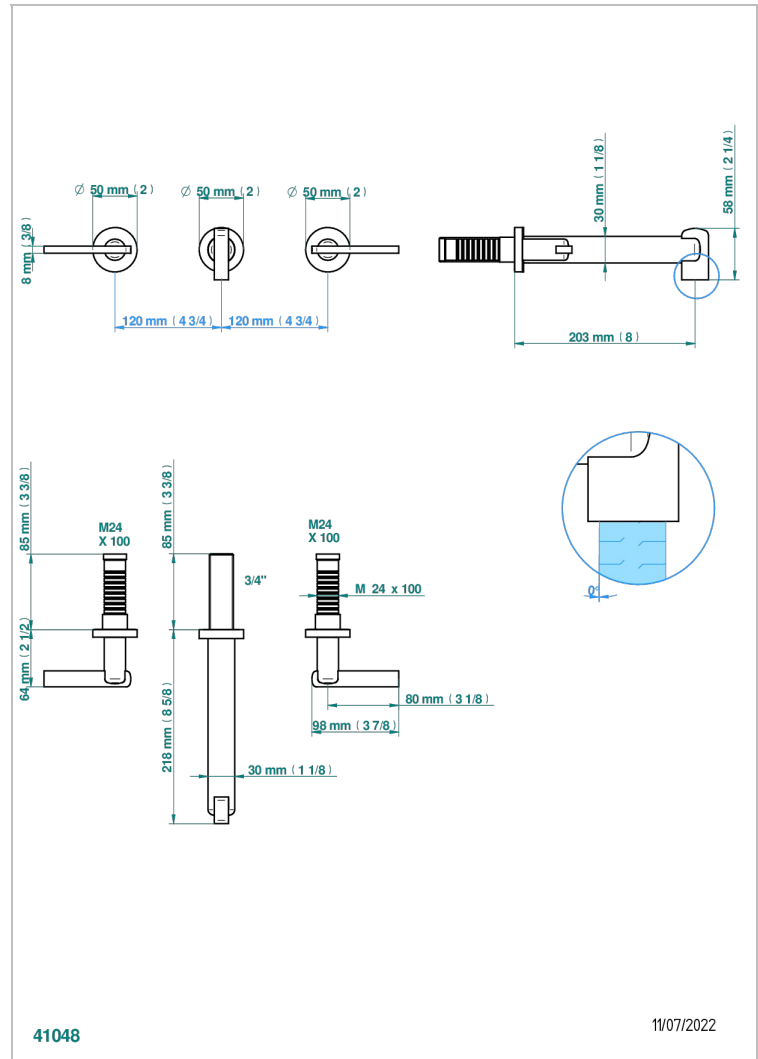 Ø 50 mm ( 2 )
Ø 50 mm ( 2 )
Ø 50 mm ( 2 )
8 mm ( 3/8 )
120 mm ( 4 3/4 )
120 mm ( 4 3/4 )
30 mm ( 1 1/8 )
58 mm ( 2 1/4 )
203 mm ( 8 )
85 mm ( 3 3/8 )
M24
X 100
64 mm ( 2 1/2 )
85 mm ( 3 3/8 )
3/4"
218 mm ( 8 5/8 )
30 mm ( 1 1/8 )
M24
X 100
M 24 x 100
80 mm ( 3 1/8 )
98 mm ( 3 7/8 )
0°
41048
11/07/2022